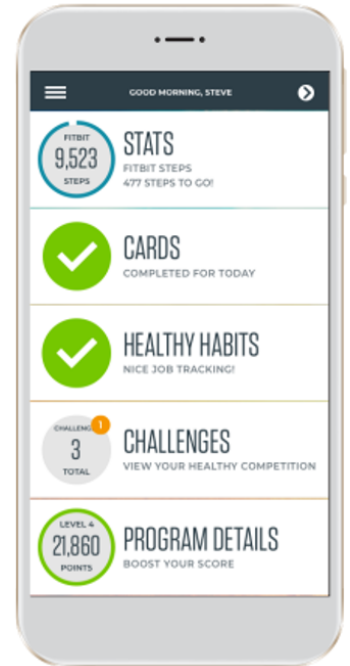 GOOD MORNING, STEVE
FITBIT
9,523
STEPS
STATS
FITBIT STEPS
477 STEPS TO GO!
CARDS
COMPLETED FOR TODAY
HEALTHY HABITS
NICE JOB TRACKING!
CHALLENG
1
3
TOTAL
CHALLENGES
VIEW YOUR HEALTHY COMPETITION
LEVEL 4
21,860
POINTS
PROGRAM DETAILS
BOOST YOUR SCORE